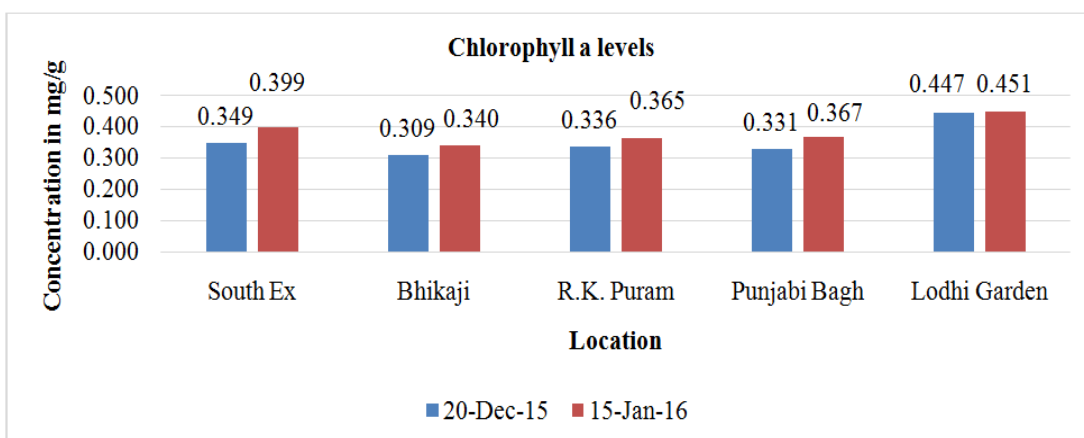 Chlorophyll a levels
Concentration in mg/g
0.500
0.400
0.300
0.200
0.100
0.000
0.349
0.399
0.309
0.340
0.336
0.365
0.331
0.367
0.447
0.451
South Ex
Bhikaji
R.K. Puram
Punjabi Bagh
Lodhi Garden
Location
20-Dec-15
15-Jan-16